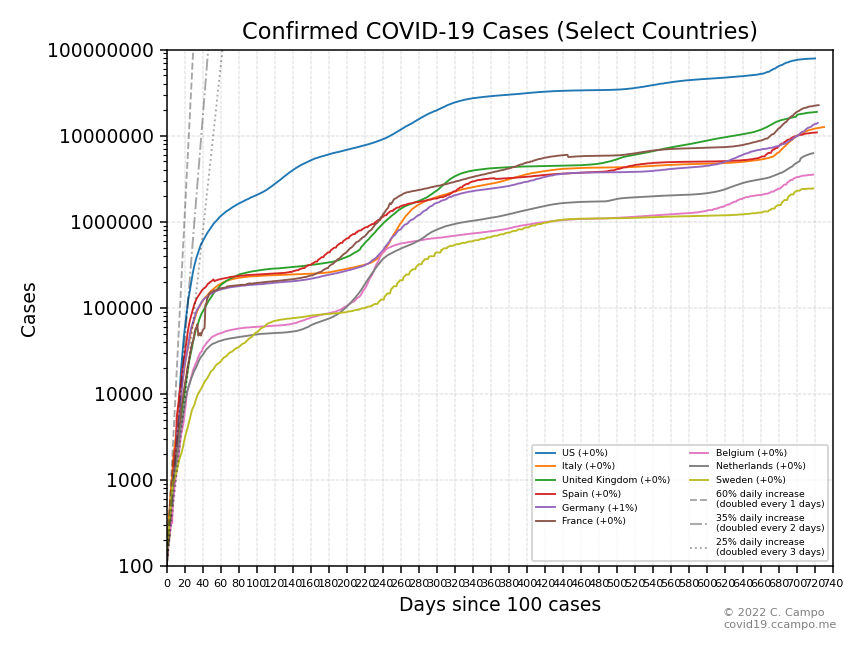 Confirmed COVID-19 Cases (Select Countries)
100000000
10000000
1000000
100000
10000
1000
100
Cases
0 20 40 60 80 100 120 140 160 180 200 220 240 260 280 300 320 340 360 380 400 420 440 460 480 500 520 540 560 580 600 620 640 660 680 700 720 740
Days since 100 cases
US (+0%)
Italy (+0%)
United Kingdom (+0%)
Spain (+0%)
Germany (+1%)
France (+0%)
Belgium (+0%)
Netherlands (+0%)
Sweden (+0%)
60% daily increase
(doubled every 1 days)
35% daily increase
(doubled every 2 days)
25% daily increase
(doubled every 3 days)
© 2022 C. Campo
covid19.ccampo.me